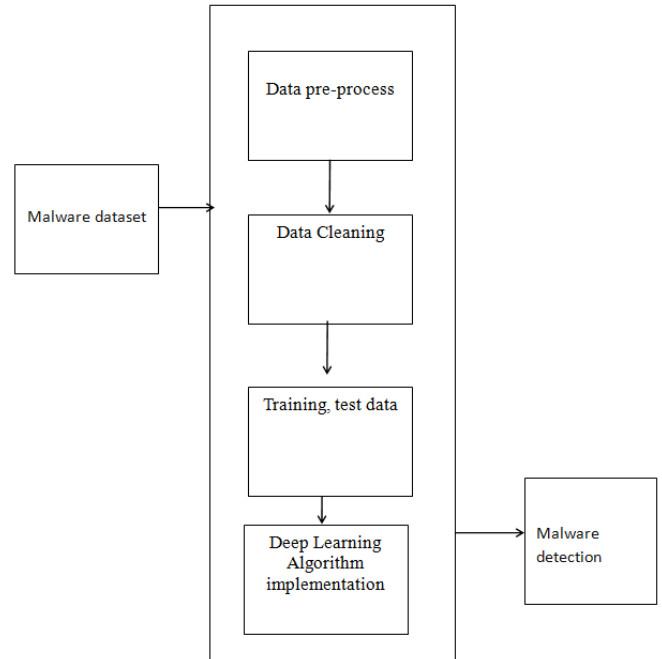 Data pre-process
Malware dataset
Data Cleaning
Training, test data
Deep Learning
Algorithm
implementation
Malware
detection